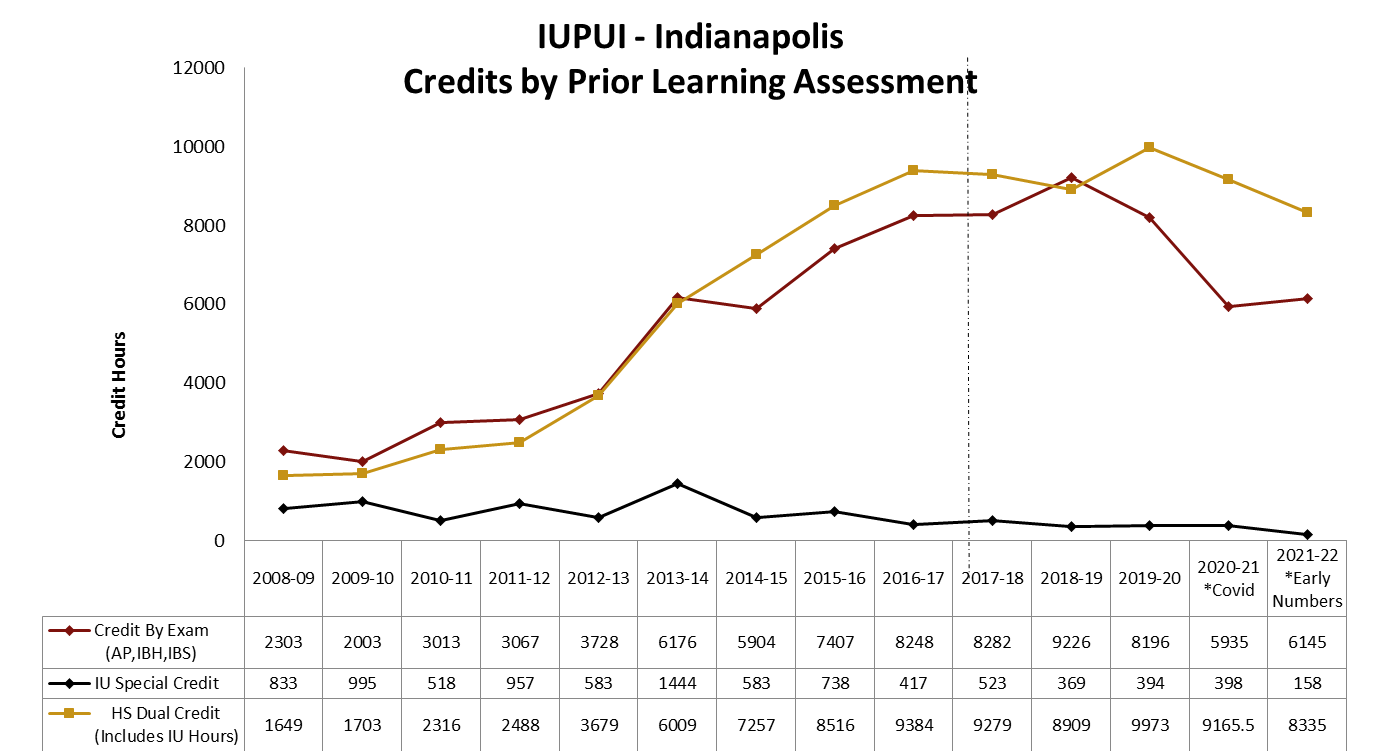 IUPUI - Indianapolis
Credits by Prior Learning Assessment
12000
10000
8000
6000
4000
2000
0
Credit Hours
2008-09 2009-10 2010-11 2011-12 2012-13 2013-14 2014-15 2015-16 2016-17 2017-18 2018-19 2019-20 2020-21 *Covid 2021-22 *Early Numbers
Credit By Exam (AP,IBH,IBS) 2303 2003 3013 3067 3728 6176 5904 7407 8248 8282 9226 8196 5935 6145
IU Special Credit 833 995 518 957 583 1444 583 738 417 523 369 394 398 158
HS Dual Credit (Includes IU Hours) 1649 1703 2316 2488 3679 6009 7257 8516 9384 9279 8909 9973 9165.5 8335